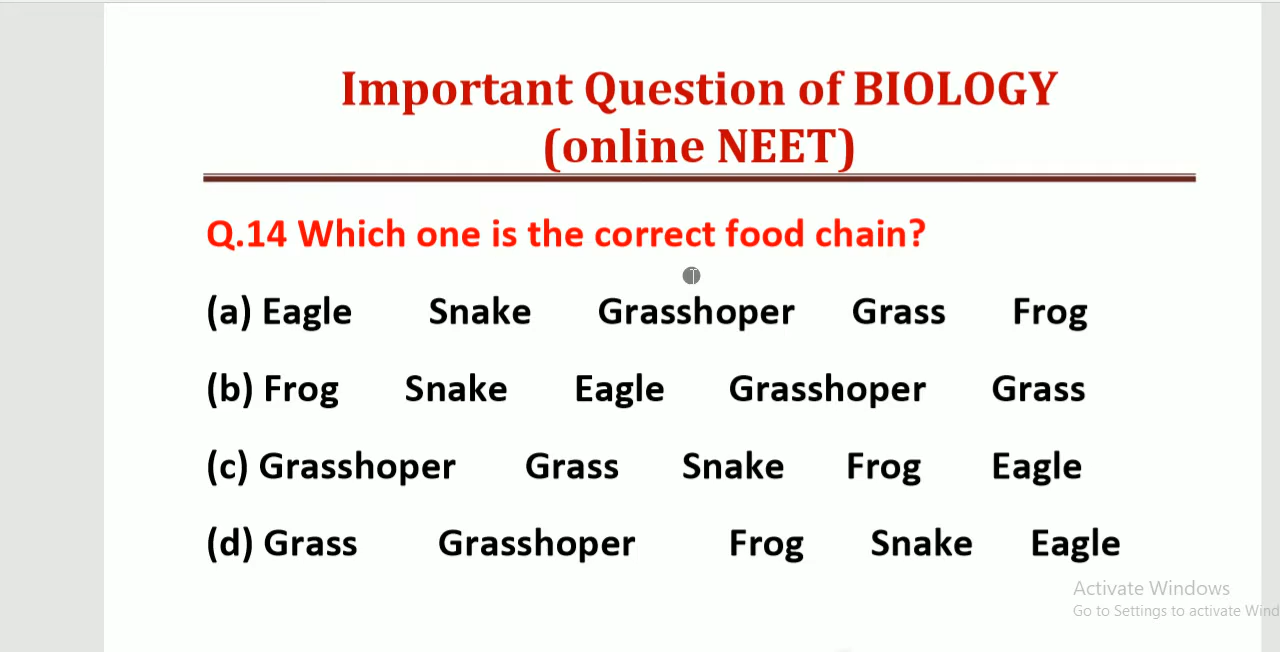 Important Question of BIOLOGY
(online NEET)
Q.14 Which one is the correct food chain?
(a) Eagle Snake Grasshoper Grass Frog
(b) Frog Snake Eagle Grasshoper Grass
(c) Grasshoper Grass Snake Frog Eagle
(d) Grass Grasshoper Frog Snake Eagle
Activate Windows
Go to Settings to activate Wind